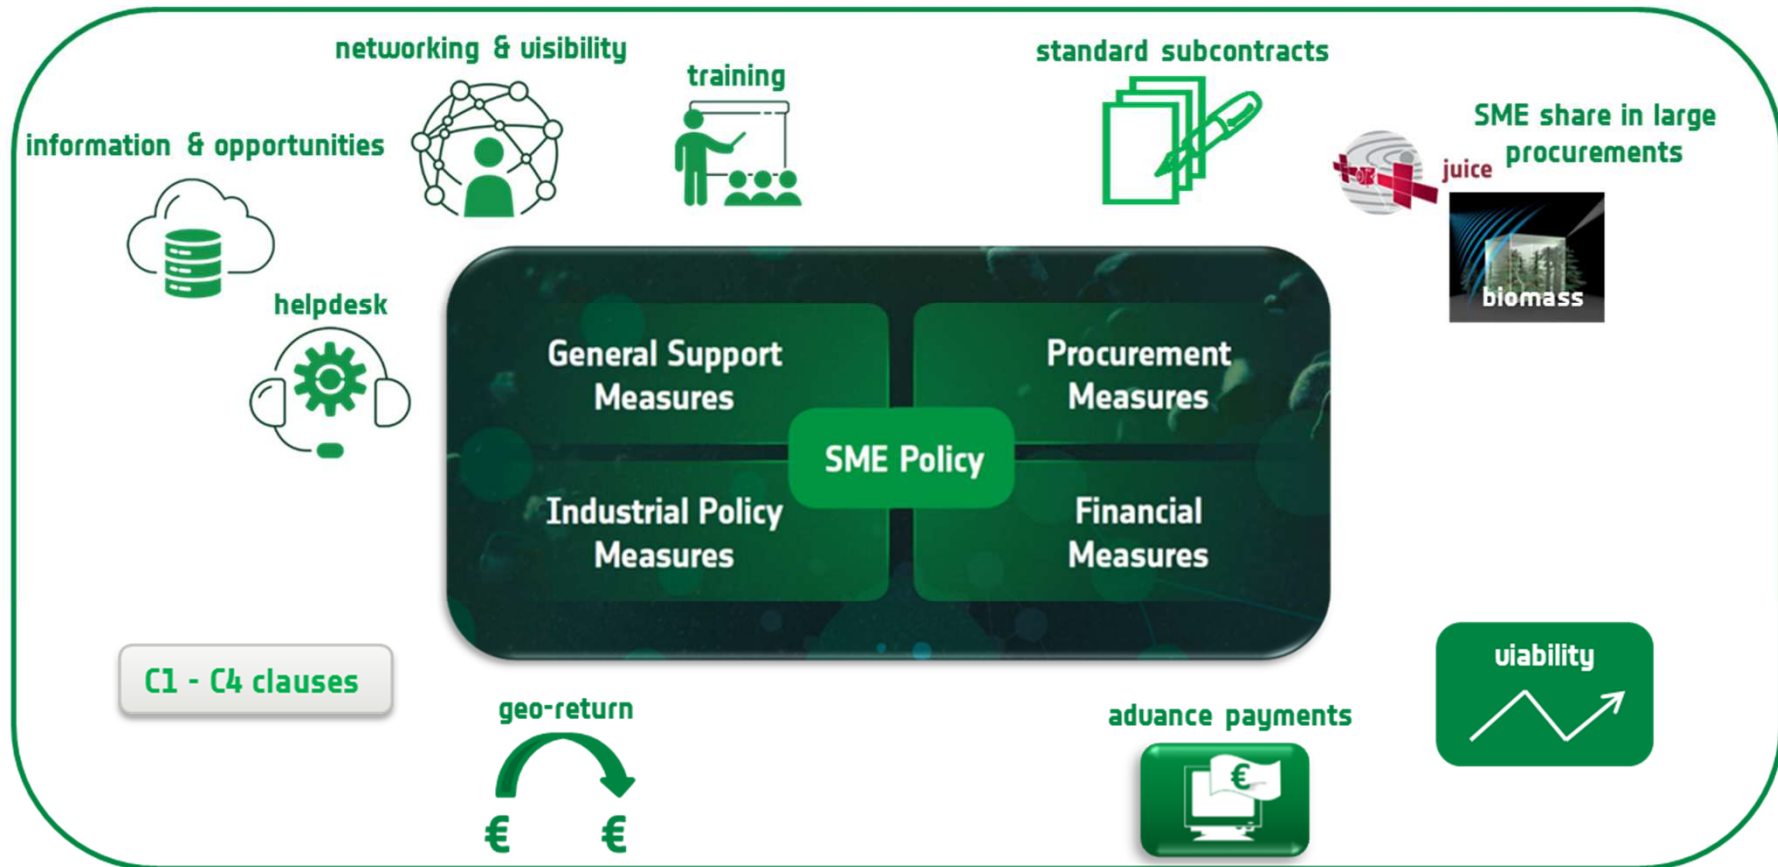 networking & visibility
training
standard subcontracts
information & opportunities
SME share in large
procurements
juice
biomass
helpdesk
General Support
Measures
Procurement
Measures
SME Policy
Industrial Policy
Measures
Financial
Measures
C1 - C4 clauses
geo-return
€ €
advance payments
€
viability